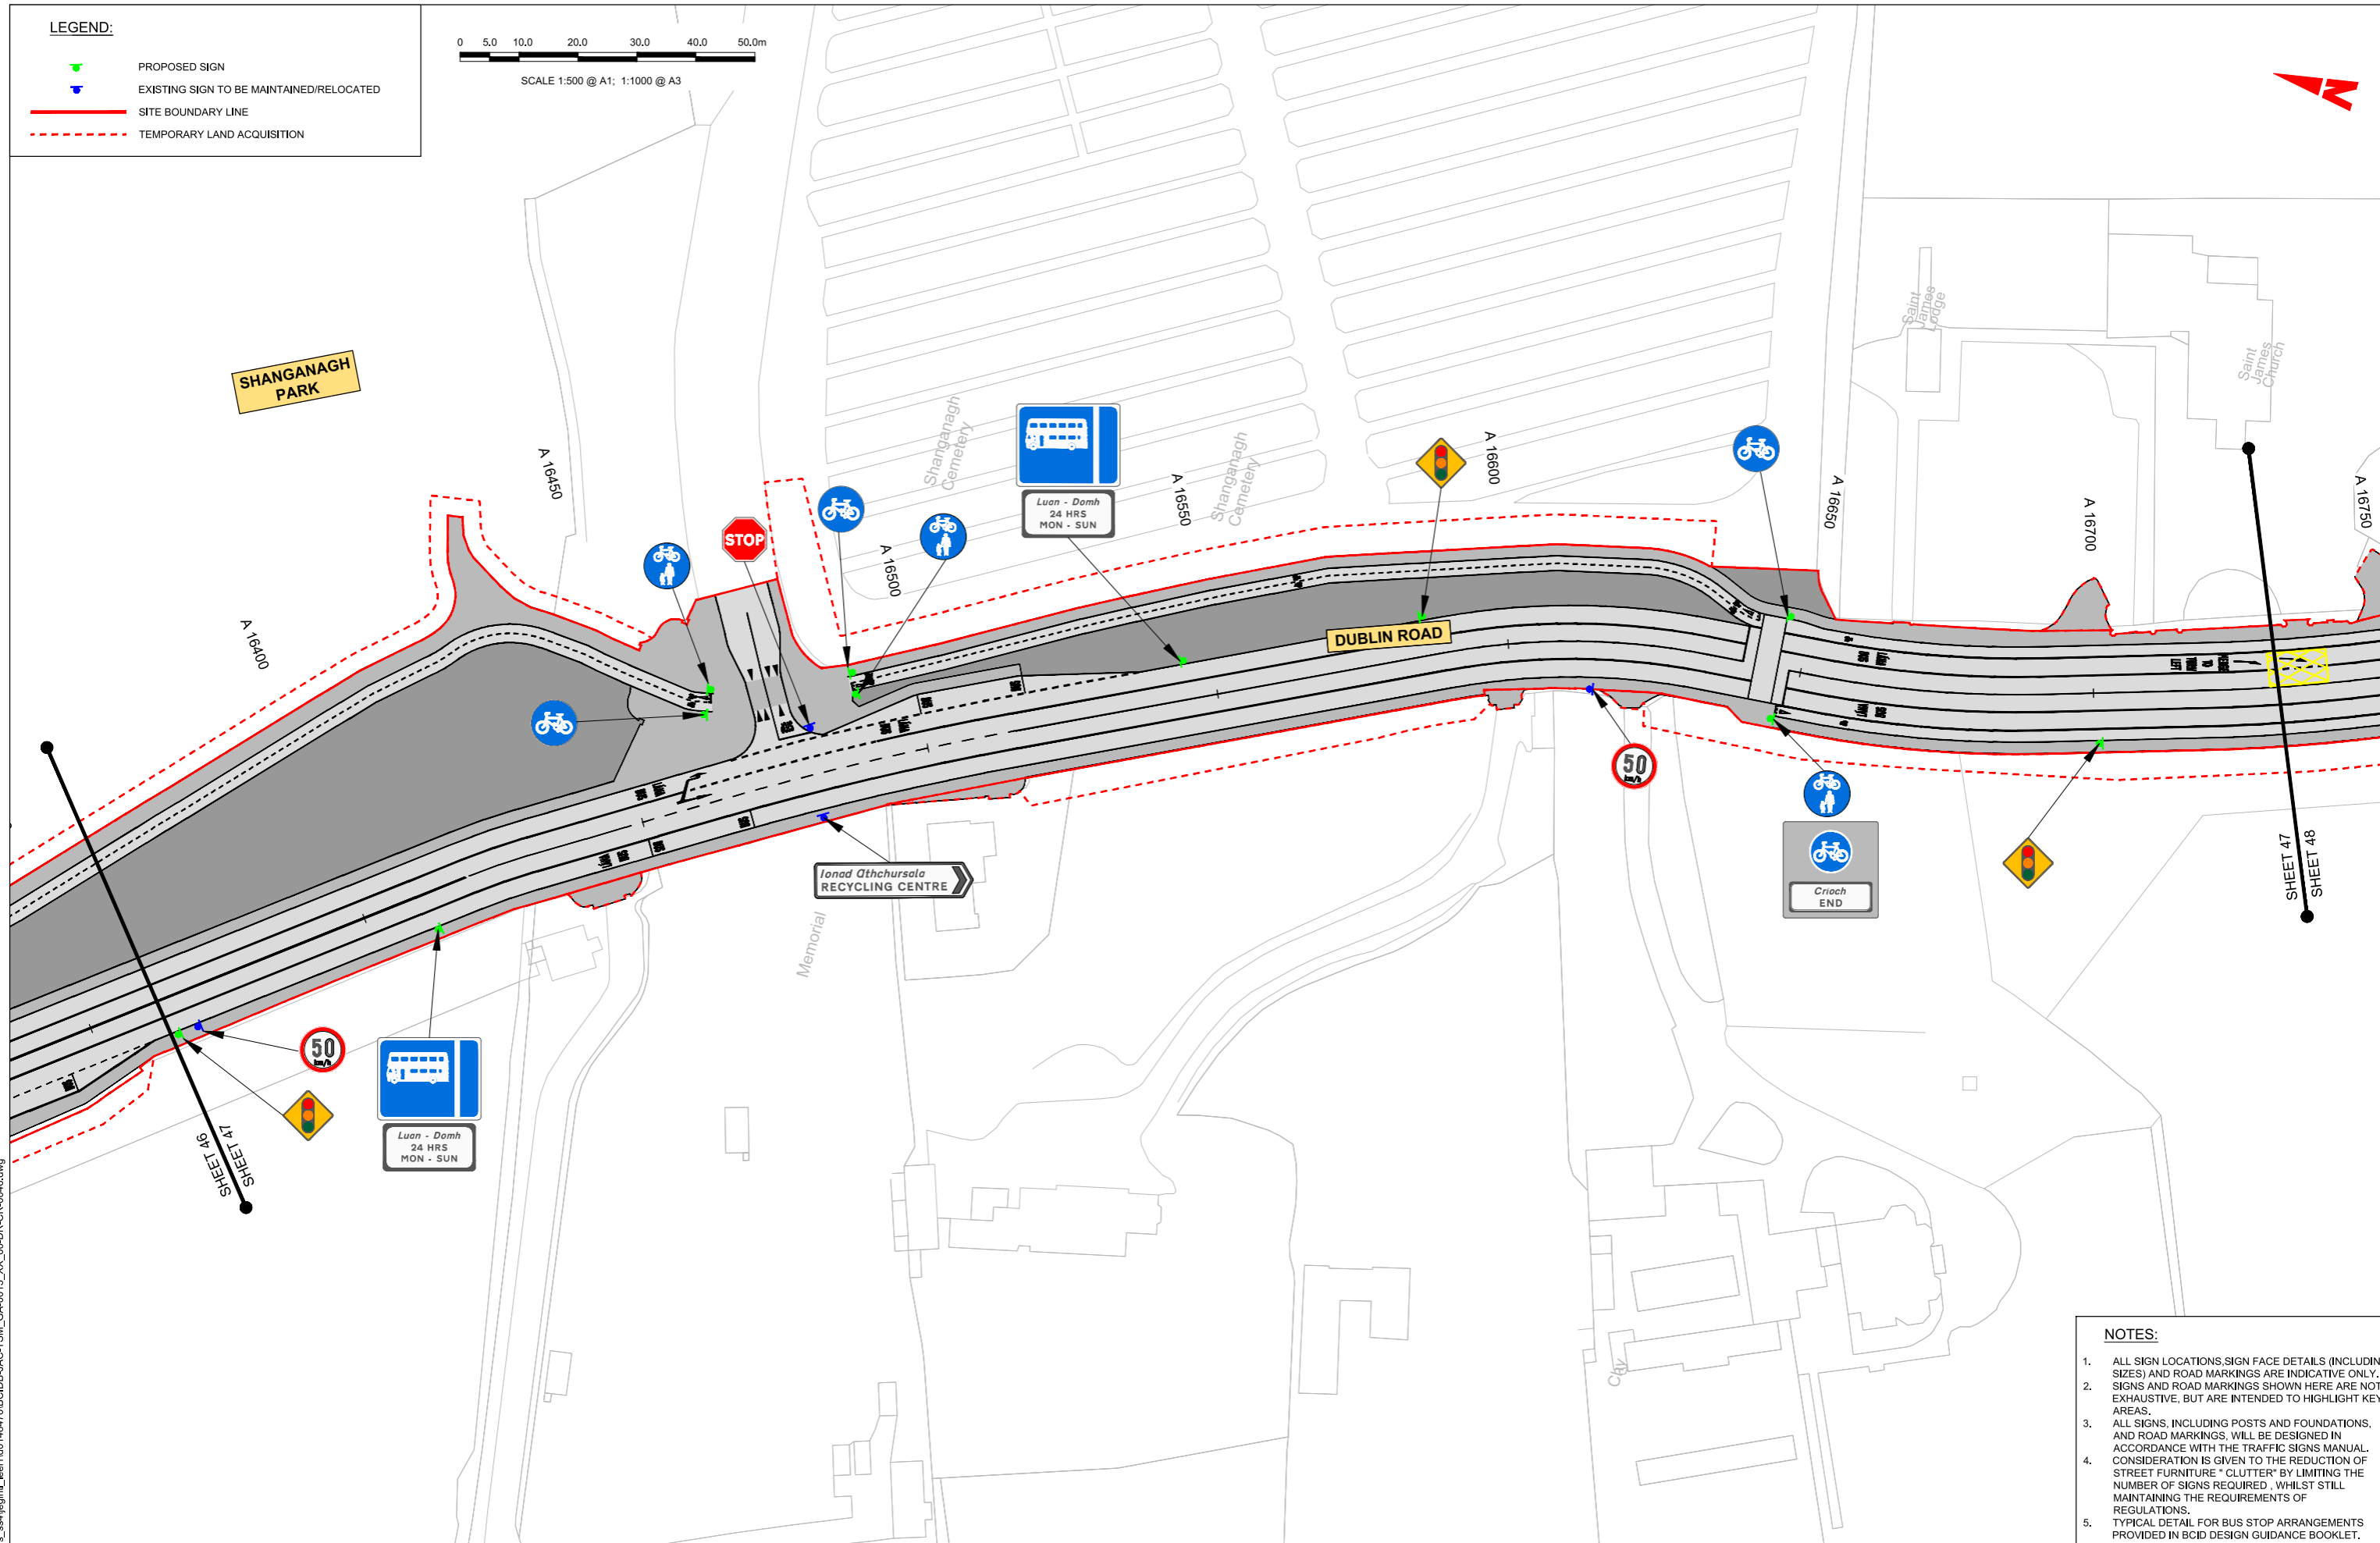 LEGEND:
PROPOSED SIGN
EXISTING SIGN TO BE MAINTAINED/RELOCATED
SITE BOUNDARY LINE
TEMPORARY LAND ACQUISITION
0 5.0 10.0 20.0 30.0 40.0 50.0m
SCALE 1:500 @ A1; 1:1000 @ A3
N
SHANGANAGH
PARK
A 16400
A 16450
A 16500
A 16550
A 16600
A 16650
A 16700
A 16750
Shanganagh
Cemetery
Shanganagh
Cemetery
Saint
James
Lodge
Saint
James
Church
STOP
Luan - Domh
24 HRS
MON - SUN
DUBLIN ROAD
MERGE
TO
LEFT
50
km/h
Crioch
END
Ionad Athchursala
RECYCLING CENTRE
Memorial
50
km/h
Luan - Domh
24 HRS
MON - SUN
SHEET 46
SHEET 47
SHEET 47
SHEET 48
NOTES:
1. ALL SIGN LOCATIONS,SIGN FACE DETAILS (INCLUDIN
SIZES) AND ROAD MARKINGS ARE INDICATIVE ONLY.
2. SIGNS AND ROAD MARKINGS SHOWN HERE ARE NOT
EXHAUSTIVE, BUT ARE INTENDED TO HIGHLIGHT KEY
AREAS.
3. ALL SIGNS, INCLUDING POSTS AND FOUNDATIONS,
AND ROAD MARKINGS, WILL BE DESIGNED IN
ACCORDANCE WITH THE TRAFFIC SIGNS MANUAL.
4. CONSIDERATION IS GIVEN TO THE REDUCTION OF
STREET FURNITURE " CLUTTER" BY LIMITING THE
NUMBER OF SIGNS REQUIRED , WHILST STILL
MAINTAINING THE REQUIREMENTS OF
REGULATIONS.
5. TYPICAL DETAIL FOR BUS STOP ARRANGEMENTS
PROVIDED IN BCID DESIGN GUIDANCE BOOKLET.